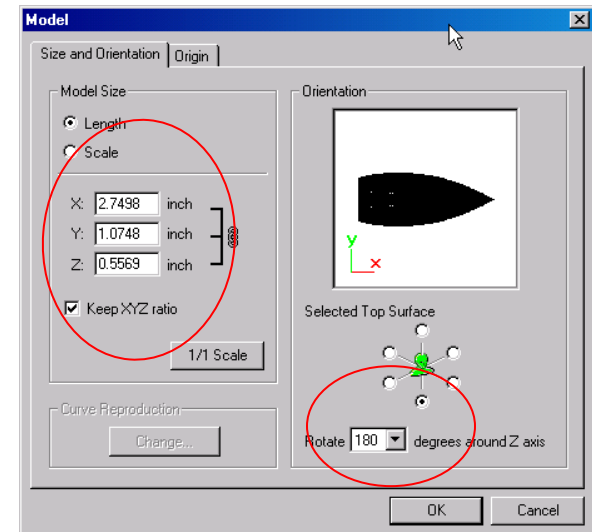 Model
Size and Orientation
Origin
Model Size
Length
Scale
X: 2.7498 inch
Y: 1.0748 inch
Z: 0.5569 inch
Keep XYZ ratio
1/1 Scale
Curve Reproduction
Change...
Orientation
y
x
Selected Top Surface
Rotate 180 degrees around Z axis
OK
Cancel